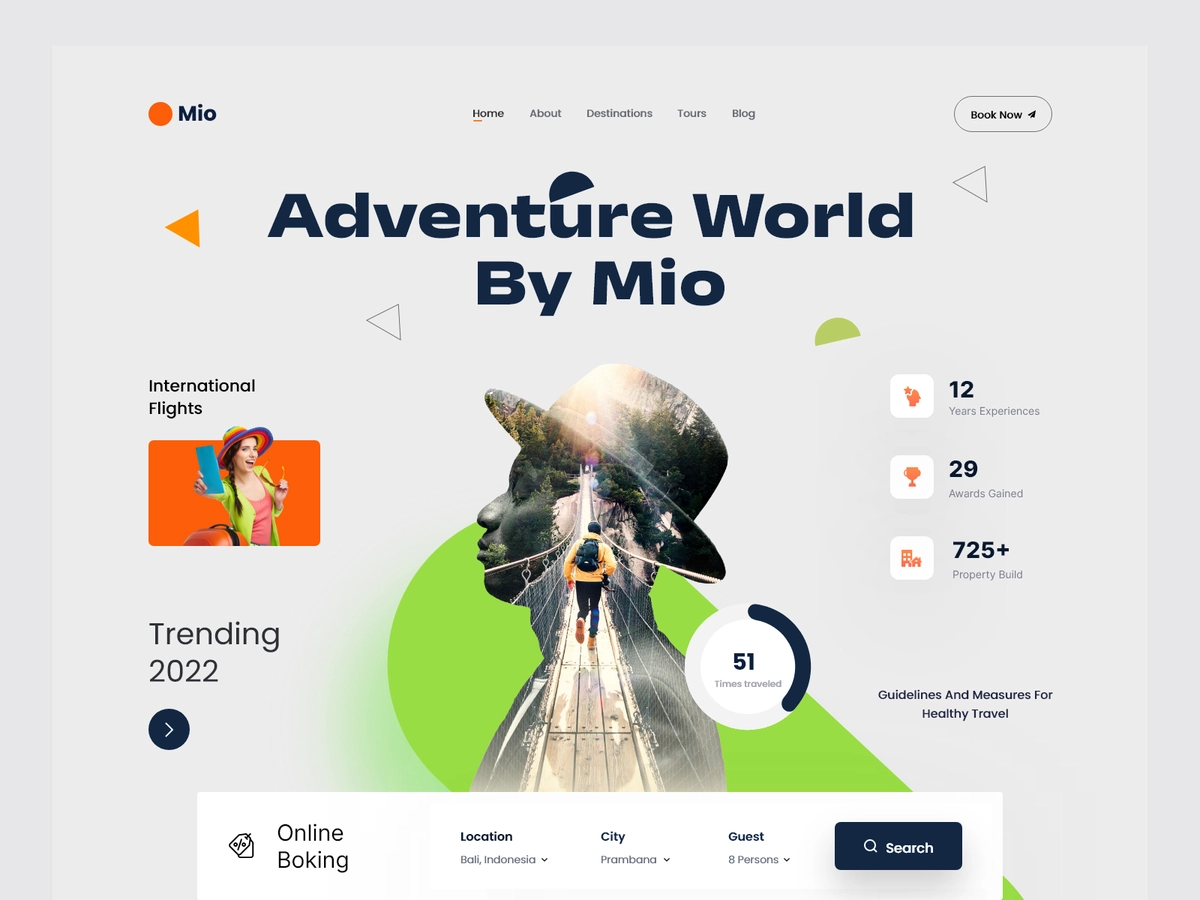 Mio
Home About Destinations Tours Blog
Book Now
Adventure World
By Mio
International
Flights
12
Years Experiences
29
Awards Gained
725+
Property Build
Trending
2022
51
Times traveled
Guidelines And Measures For
Healthy Travel
Online
Boking
Location
Bali, Indonesia
City
Prambana
Guest
8 Persons
Search